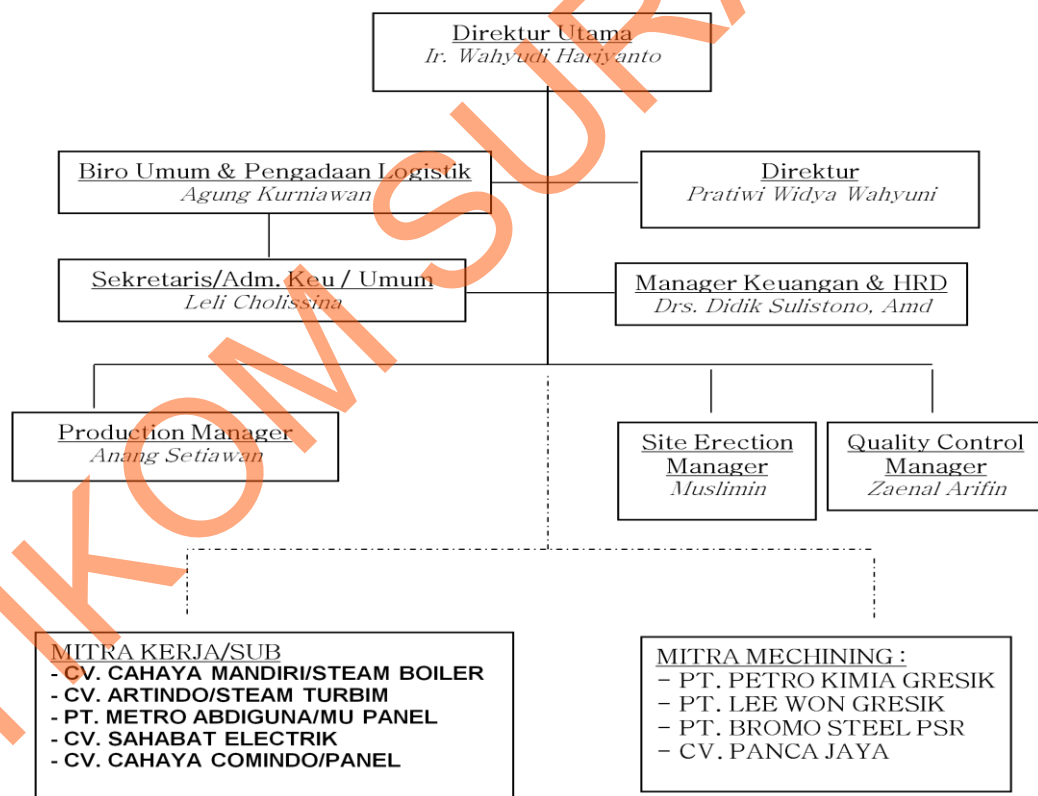 Direktur Utama
Ir. Wahyudi Hariyanto
Biro Umum & Pengadaan Logistik
Agung Kurniawan
Direktur
Pratiwi Widya Wahyuni
Sekretaris/Adm. Keu / Umum
Leli Cholissina
Manager Keuangan & HRD
Drs. Didik Sulistono, Amd
Production Manager
Anang Setiawan
Site Erection
Manager
Muslimin
Quality Control
Manager
Zaenal Arifin
MITRA KERJA/SUB
- CV. CAHAYA MANDIRI/STEAM BOILER
- CV. ARTINDO/STEAM TURBIM
- PT. METRO ABDIGUNA/MU PANEL
- CV. SAHABAT ELECTRIK
- CV. CAHAYA COMINDO/PANEL
MITRA MECHINING :
- PT. PETRO KIMIA GRESIK
- PT. LEE WON GRESIK
- PT. BROMO STEEL PSR
- CV. PANCA JAYA